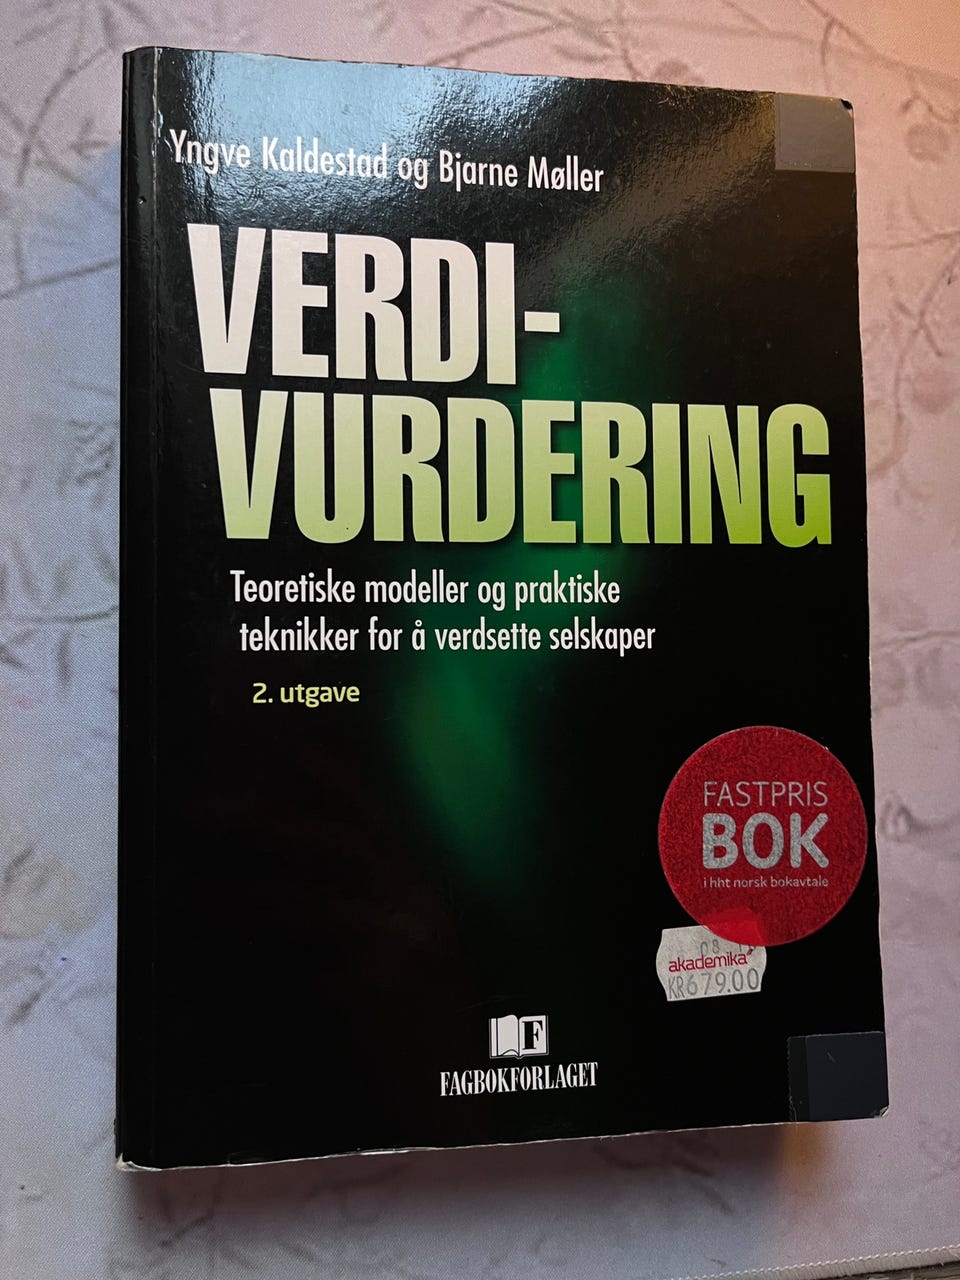 Yngve Kaldestad og Bjarne Møller
VERDI-
VURDERING
Teoretiske modeller og praktiske
teknikker for å verdsette selskaper
2. utgave
FASTPRIS
BOK
i hht norsk bokavtale
08
akademika
KR679.00
F
FAGBOKFORLAGET